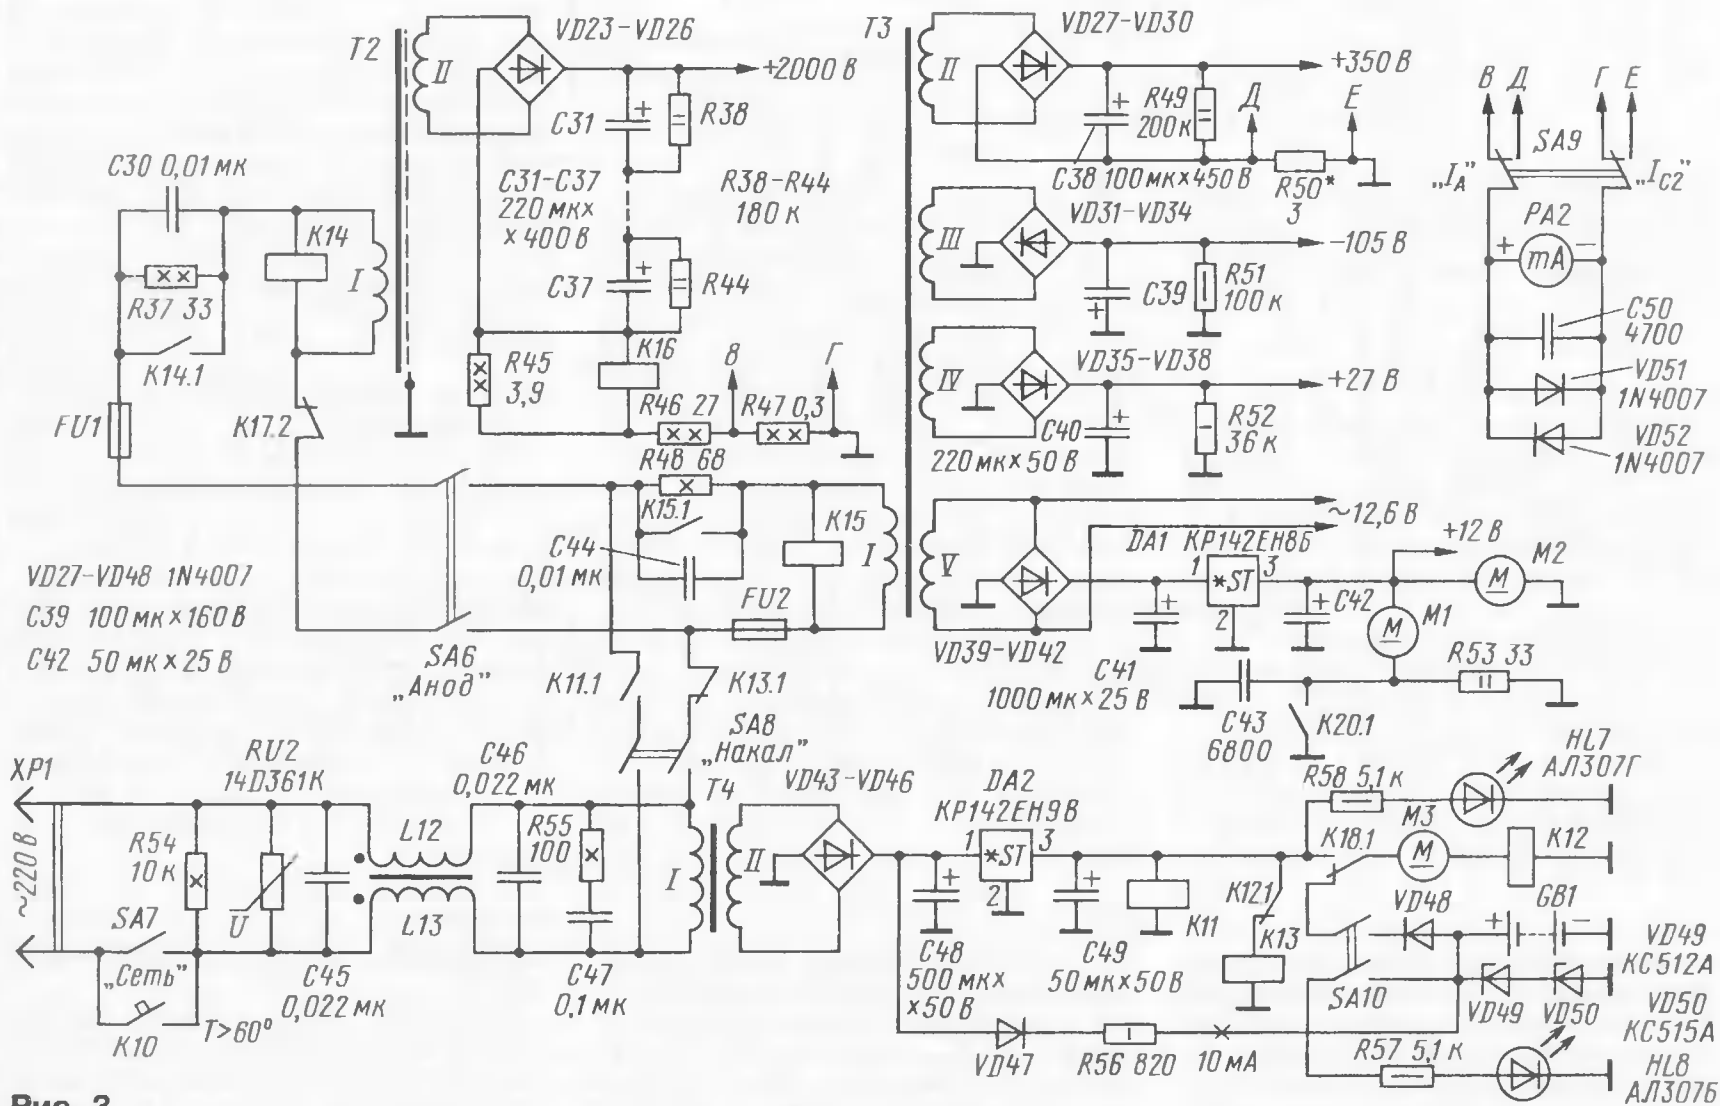 T2
II
VD23-VD26
+2000 В
C31
+
R38
C30 0,01 мк
C31-C37
220 мк×
×400 В
R38-R44
180 к
K14
R37 33
I
C37
+
R44
K14.1
FU1
K17.2
R45
3,9
K16
В
Г
R46 27
R47 0,3
T3
II
VD27-VD30
+350 В
+
R49
200 к
Д
Е
C38 100 мк×450 В
R50*
3
III
VD31-VD34
-105 В
C39
+
R51
100 к
IV
VD35-VD38
+27 В
C40
+
220 мк×50 В
R52
36 к
В
Д
Г
Е
SA9
„IА"
„IС2"
PA2
+
mA
-
C50
4700
VD51
1N4007
VD52
1N4007
R48 68
K15.1
C44
0,01 мк
K15
I
FU2
V
~12,6 В
+12 В
DA1 КР142ЕН8Б
1
*ST
3
2
+
+
C42
M2
M
M1
M
VD39-VD42
C41
1000 мк×25 В
R53 33
C43
6800
K20.1
VD27-VD48 1N4007
C39 100 мк×160 В
C42 50 мк×25 В
SA6
„Анод"
K11.1
K13.1
SA8
„Накал"
XP1
~220 В
RU2
14D361К
R54
10 к
U
SA7
„Сеть"
K10
T>60°
C45
0,022 мк
L12
L13
C46
0,022 мк
R55
100
C47
0,1 мк
T4
I
II
VD43-VD46
DA2
КР142ЕН9В
1
*ST
3
2
+
+
C48
500 мк×
×50 В
C49
50 мк×50 В
K11
K12.1
K13
R58 5,1 к
HL7
АЛ307Г
K18.1
M3
M
K12
VD48
GB1
+
-
SA10
VD49
VD50
VD49
КС512А
VD50
КС515А
VD47
R56 820
10 мА
R57 5,1 к
HL8
АЛ307Б